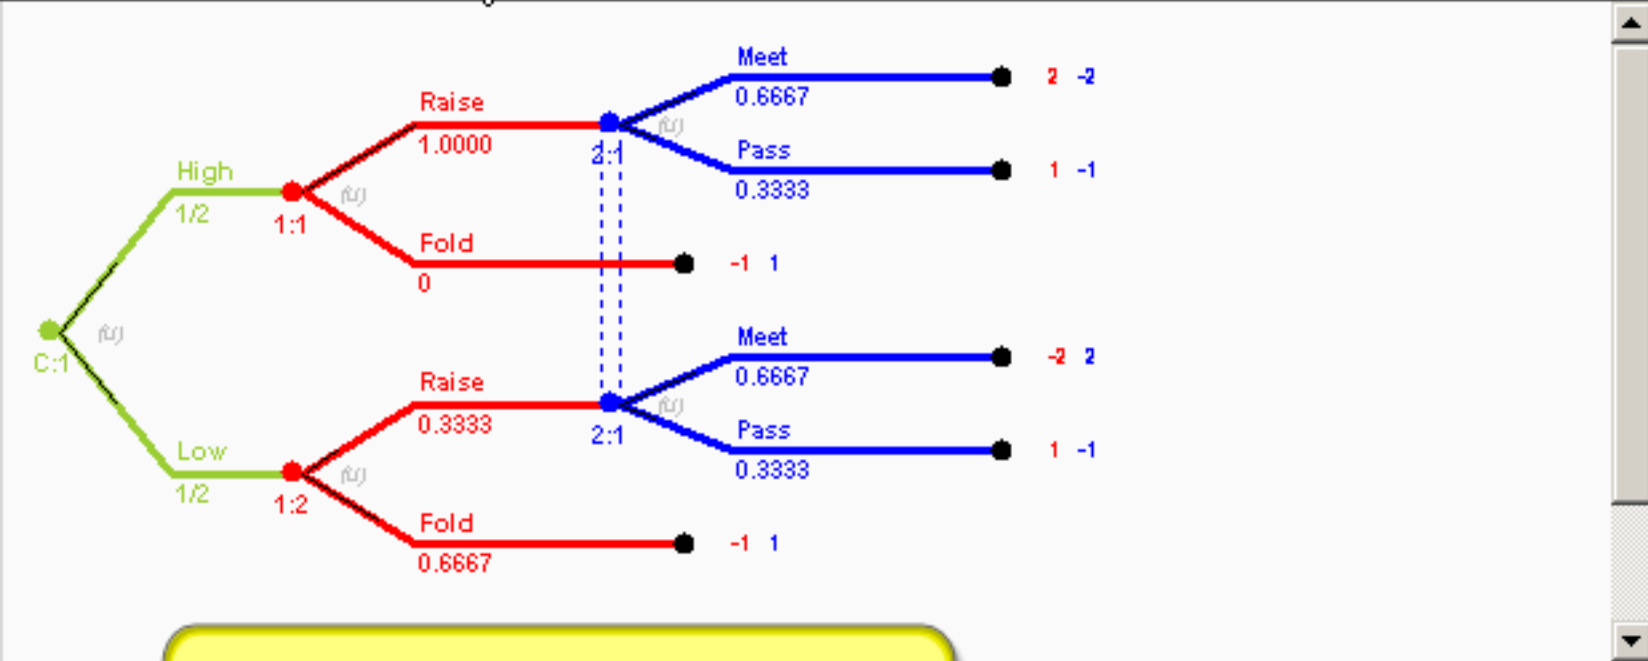 Meet
0.6667
2 -2
Raise
1.0000
f(u)
2:1
Pass
0.3333
1 -1
High
1/2
f(u)
1:1
Fold
0
-1 1
C:1
f(u)
Meet
0.6667
-2 2
Raise
0.3333
f(u)
2:1
Pass
0.3333
1 -1
Low
1/2
f(u)
1:2
Fold
0.6667
-1 1